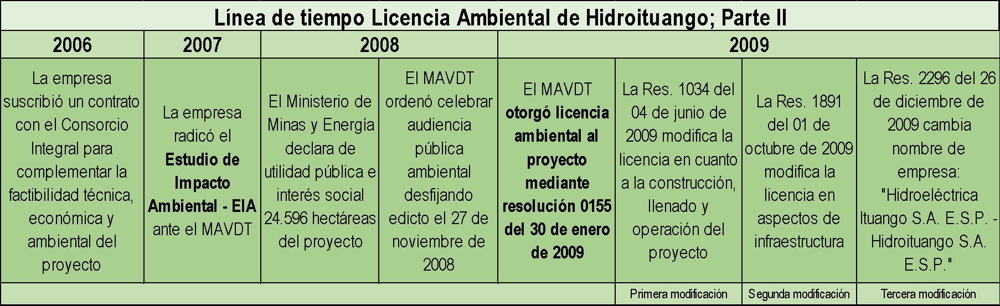 Línea de tiempo Licencia Ambiental de Hidroituango; Parte II
2006
2007
2008
2009
La empresa
suscribió un contrato
con el Consorcio
Integral para
complementar la
factibilidad técnica,
económica y
ambiental del
proyecto
La empresa
radicó el
Estudio de
Impacto
Ambiental - EIA
ante el MAVDT
El Ministerio de
Minas y Energía
declara de
utilidad pública e
interés social
24.596 hectáreas
del proyecto
El MAVDT
ordenó celebrar
audiencia
pública
ambiental
desfijando
edicto el 27 de
noviembre de
2008
El MAVDT
otorgó licencia
ambiental al
proyecto
mediante
resolución 0155
del 30 de enero
de 2009
La Res. 1034 del
04 de junio de
2009 modifica la
licencia en cuanto
a la construcción,
llenado y
operación del
proyecto
La Res. 1891
del 01 de
octubre de 2009
modifica la
licencia en
aspectos de
infraestructura
La Res. 2296 del 26
de diciembre de
2009 cambia
nombre de
empresa:
"Hidroeléctrica
Ituango S.A. E.S.P. -
Hidroituango S.A.
E.S.P."
Primera modificación
Segunda modificación
Tercera modificación